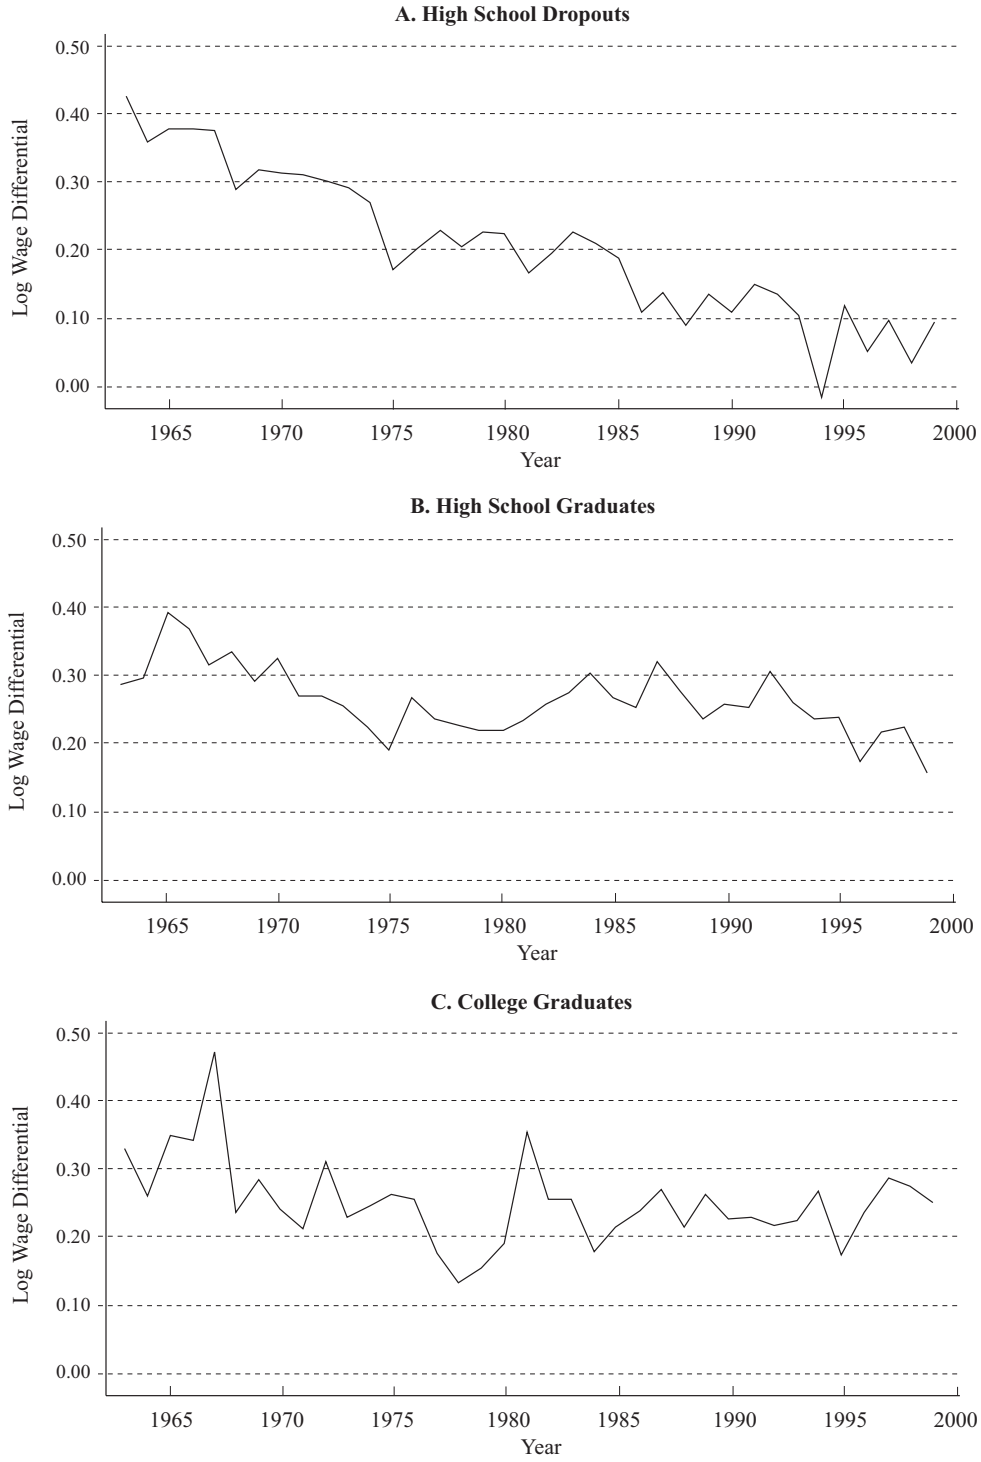 A. High School Dropouts
0.50
0.40
0.30
0.20
0.10
0.00
Log Wage Differential
1965 1970 1975 1980 1985 1990 1995 2000
Year
B. High School Graduates
0.50
0.40
0.30
0.20
0.10
0.00
Log Wage Differential
1965 1970 1975 1980 1985 1990 1995 2000
Year
C. College Graduates
0.50
0.40
0.30
0.20
0.10
0.00
Log Wage Differential
1965 1970 1975 1980 1985 1990 1995 2000
Year